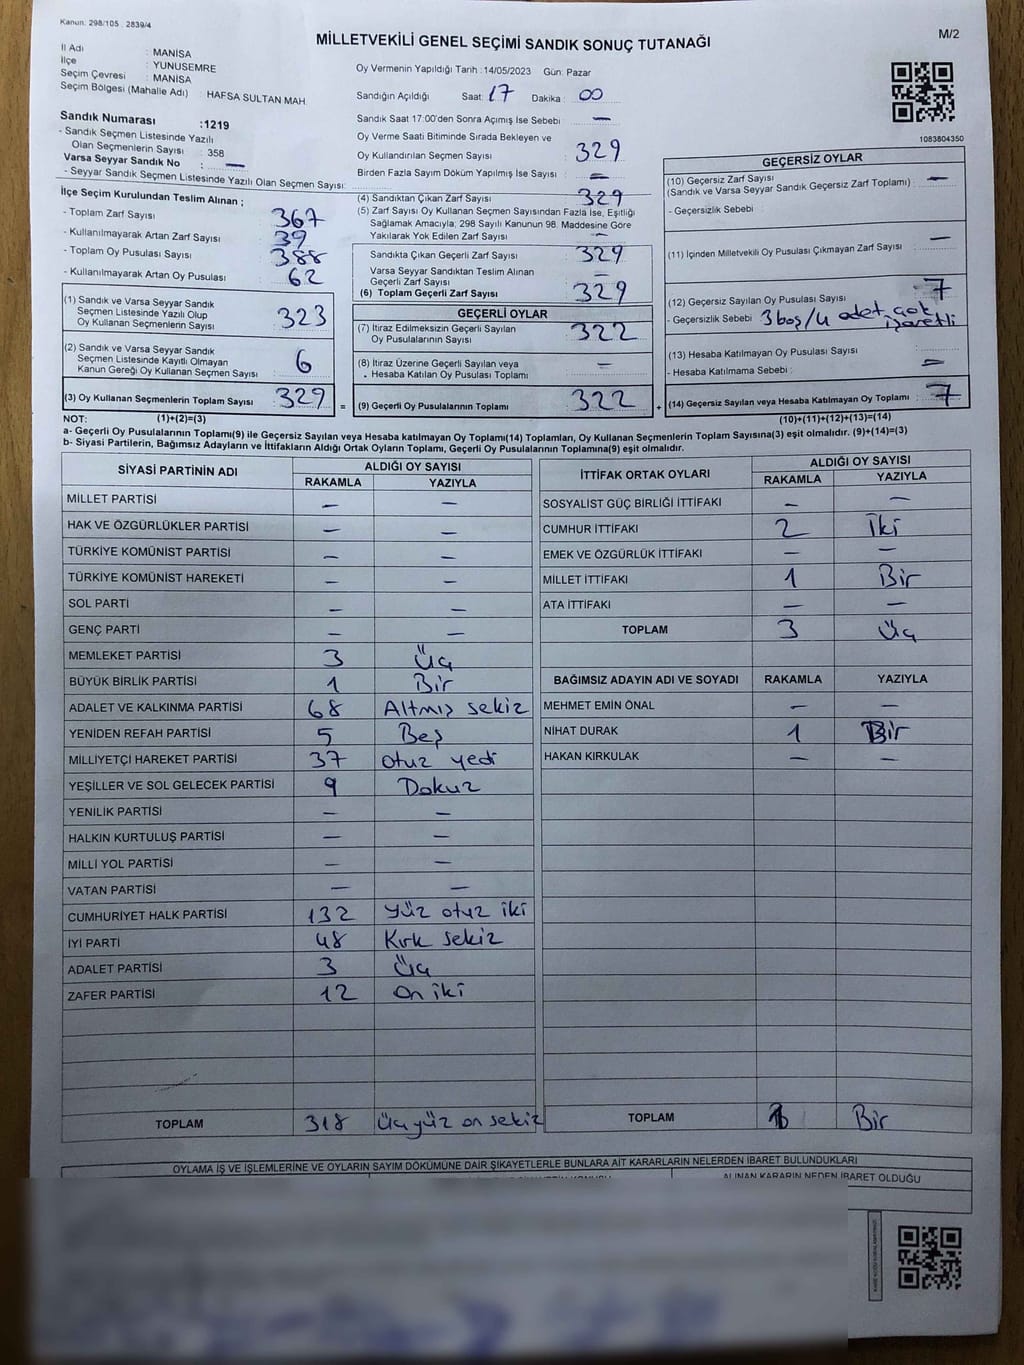 Kanun: 298/105 2839/4
MİLLETVEKİLİ GENEL SEÇİMİ SANDIK SONUÇ TUTANAĞI
M/2
İl Adı : MANİSA
İlçe : YUNUSEMRE
Seçim Çevresi : MANİSA
Seçim Bölgesi (Mahalle Adı) : HAFSA SULTAN MAH.
Sandık Numarası :1219
- Sandık Seçmen Listesinde Yazılı
Olan Seçmenlerin Sayısı : 358
Varsa Seyyar Sandık No : —
- Seyyar Sandık Seçmen Listesinde Yazılı Olan Seçmen Sayısı:
Oy Vermenin Yapıldığı Tarih :14/05/2023 Gün: Pazar
Sandığın Açıldığı Saat: 17 Dakika : 00
Sandık Saat 17:00'den Sonra Açımış İse Sebebi : —
Oy Verme Saati Bitiminde Sırada Bekleyen ve
Oy Kullandırılan Seçmen Sayısı : 329
Birden Fazla Sayım Döküm Yapılmış İse Sayısı : —
1083804350
İlçe Seçim Kurulundan Teslim Alınan ;
- Toplam Zarf Sayısı : 367
- Kullanılmayarak Artan Zarf Sayısı : 39
- Toplam Oy Pusulası Sayısı : 388
- Kullanılmayarak Artan Oy Pusulası : 62
(1) Sandık ve Varsa Seyyar Sandık
Seçmen Listesinde Yazılı Olup
Oy Kullanan Seçmenlerin Sayısı : 323
(2) Sandık ve Varsa Seyyar Sandık
Seçmen Listesinde Kayıtlı Olmayan
Kanun Gereği Oy Kullanan Seçmen Sayısı : 6
(3) Oy Kullanan Seçmenlerin Toplam Sayısı : 329 =
(4) Sandıktan Çıkan Zarf Sayısı : 329
(5) Zarf Sayısı Oy Kullanan Seçmen Sayısından Fazla İse, Eşitliği
Sağlamak Amacıyla; 298 Sayılı Kanunun 98. Maddesine Göre
Yakılarak Yok Edilen Zarf Sayısı : —
Sandıkta Çıkan Geçerli Zarf Sayısı : 329
Varsa Seyyar Sandıktan Teslim Alınan
Geçerli Zarf Sayısı : —
(6) Toplam Geçerli Zarf Sayısı : 329
GEÇERLİ OYLAR
(7) İtiraz Edilmeksizin Geçerli Sayılan
Oy Pusulalarının Sayısı : 322
(8) İtiraz Üzerine Geçerli Sayılan veya
Hesaba Katılan Oy Pusulası Toplamı : —
(9) Geçerli Oy Pusulalarının Toplamı : 322 +
GEÇERSİZ OYLAR
(10) Geçersiz Zarf Sayısı
(Sandık ve Varsa Seyyar Sandık Geçersiz Zarf Toplamı) : —
- Geçersizlik Sebebi :
(11) İçinden Milletvekili Oy Pusulası Çıkmayan Zarf Sayısı : —
(12) Geçersiz Sayılan Oy Pusulası Sayısı : 7
- Geçersizlik Sebebi : 3 boş/4 adet çok
işaretli
(13) Hesaba Katılmayan Oy Pusulası Sayısı :
- Hesaba Katılmama Sebebi : —
(14) Geçersiz Sayılan veya Hesaba Katılmayan Oy Toplamı : 7
NOT: (1)+(2)=(3) (10)+(11)+(12)+(13)=(14)
a- Geçerli Oy Pusulalarının Toplamı(9) ile Geçersiz Sayılan veya Hesaba katılmayan Oy Toplamı(14) Toplamları, Oy Kullanan Seçmenlerin Toplam Sayısına(3) eşit olmalıdır. (9)+(14)=(3)
b- Siyasi Partilerin, Bağımsız Adayların ve İttifakların Aldığı Ortak Oyların Toplamı, Geçerli Oy Pusulalarının Toplamına(9) eşit olmalıdır.
SİYASİ PARTİNİN ADI ALDIĞI OY SAYISI
RAKAMLA YAZIYLA
MİLLET PARTİSİ — —
HAK VE ÖZGÜRLÜKLER PARTİSİ — —
TÜRKİYE KOMÜNİST PARTİSİ — —
TÜRKİYE KOMÜNİST HAREKETİ — —
SOL PARTİ — —
GENÇ PARTİ — —
MEMLEKET PARTİSİ 3 Üç
BÜYÜK BİRLİK PARTİSİ 1 Bir
ADALET VE KALKINMA PARTİSİ 68 Altmış sekiz
YENİDEN REFAH PARTİSİ 5 Beş
MİLLİYETÇİ HAREKET PARTİSİ 37 otuz yedi
YEŞİLLER VE SOL GELECEK PARTİSİ 9 Dokuz
YENİLİK PARTİSİ — —
HALKIN KURTULUŞ PARTİSİ — —
MİLLİ YOL PARTİSİ — —
VATAN PARTİSİ — —
CUMHURİYET HALK PARTİSİ 132 Yüz otuz iki
İYİ PARTİ 48 Kırk sekiz
ADALET PARTİSİ 3 Üç
ZAFER PARTİSİ 12 on iki
TOPLAM 318 Üç yüz on sekiz
İTTİFAK ORTAK OYLARI ALDIĞI OY SAYISI
RAKAMLA YAZIYLA
SOSYALİST GÜÇ BİRLİĞİ İTTİFAKI — —
CUMHUR İTTİFAKI 2 İki
EMEK VE ÖZGÜRLÜK İTTİFAKI — —
MİLLET İTTİFAKI 1 Bir
ATA İTTİFAKI — —
TOPLAM 3 Üç
BAĞIMSIZ ADAYIN ADI VE SOYADI RAKAMLA YAZIYLA
MEHMET EMİN ÖNAL — —
NİHAT DURAK 1 Bir
HAKAN KIRKULAK — —
TOPLAM 1 Bir
OYLAMA İŞ VE İŞLEMLERİNE VE OYLARIN SAYIM DÖKÜMÜNE DAİR ŞİKAYETLERLE BUNLARA AİT KARARLARIN NELERDEN İBARET BULUNDUKLARI
ALINAN KARARIN NEDEN İBARET OLDUĞU